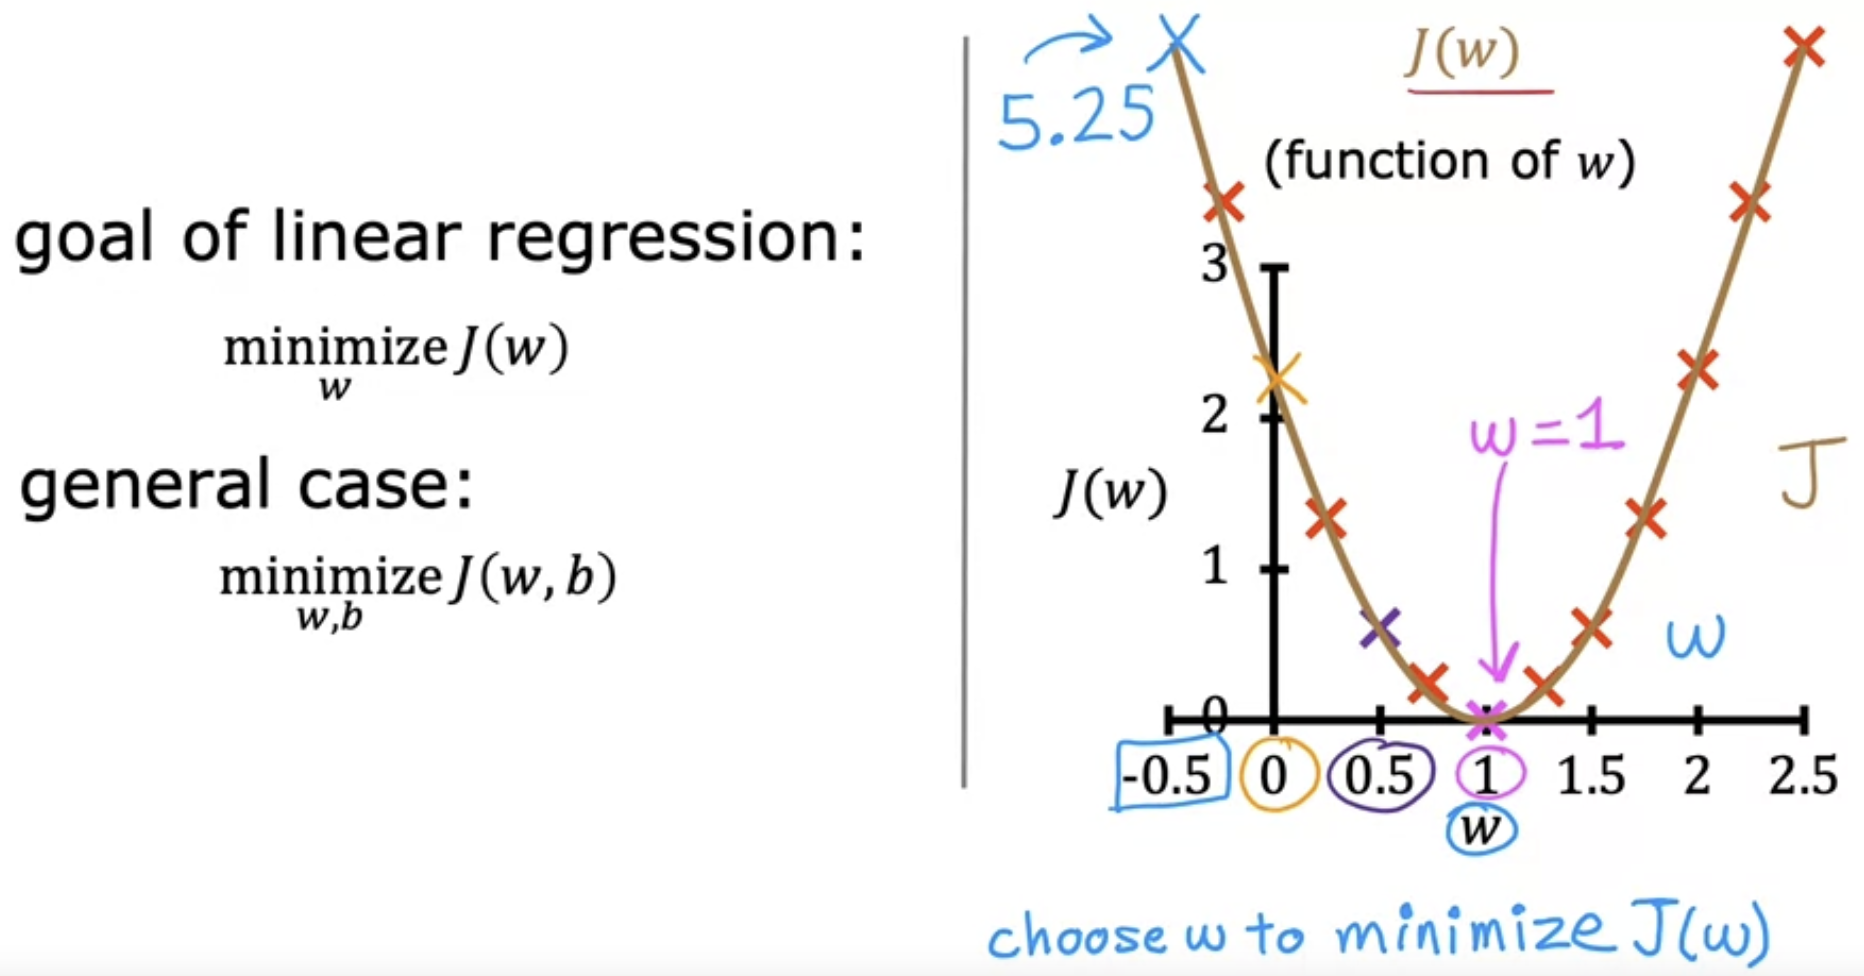 goal of linear regression:
minimize J(w)
w
general case:
minimize J(w, b)
w,b
5.25
J(w)
(function of w)
3
2
w=1
J(w)
J
1
w
0
-0.5 0 0.5 1 1.5 2 2.5
w
choose w to minimize J(w)